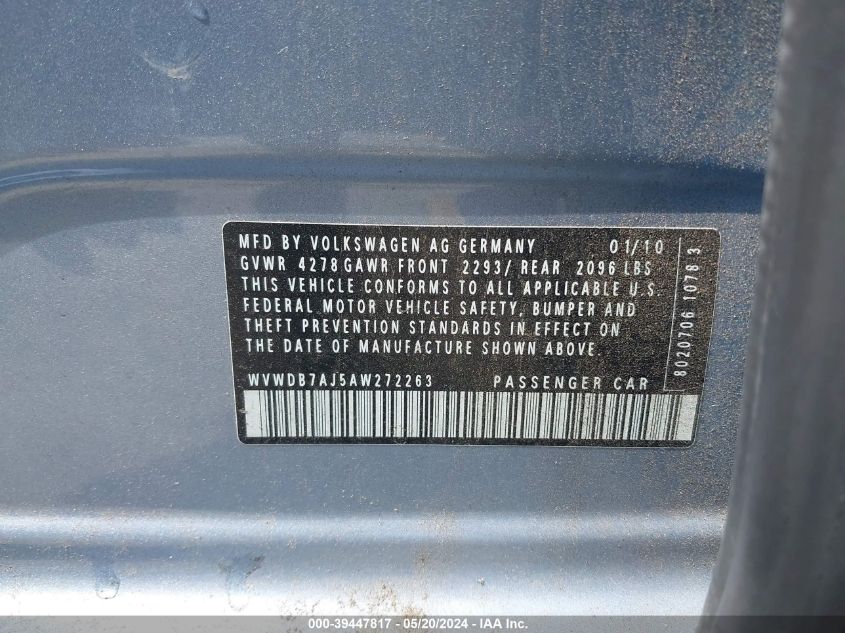 MFD BY VOLKSWAGEN AG GERMANY 01/10
GVWR 4278 GAWR FRONT 2293/ REAR 2096 LBS
THIS VEHICLE CONFORMS TO ALL APPLICABLE U.S.
FEDERAL MOTOR VEHICLE SAFETY, BUMPER AND
THEFT PREVENTION STANDARDS IN EFFECT ON
THE DATE OF MANUFACTURE SHOWN ABOVE.
WVWDB7AJ5AW272263 PASSENGER CAR
8020706 1078 3
000-39447817 - 05/20/2024 - IAA Inc.